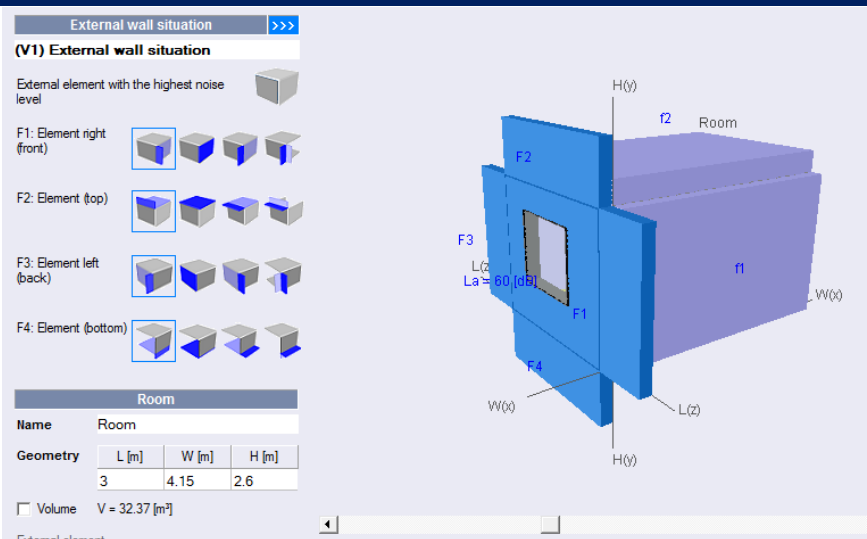 External wall situation >>>
(V1) External wall situation
External element with the highest noise
level
F1: Element right
(front)
F2: Element (top)
F3: Element left
(back)
F4: Element (bottom)
Room
Name Room
Geometry L [m] W [m] H [m]
3 4.15 2.6
Volume V = 32.37 [m³]
External element
H(y)
f2 Room
F2
F3
L(z
La = 60 [dB]
f1
W(x)
F1
F4
W(x)
L(z)
H(y)